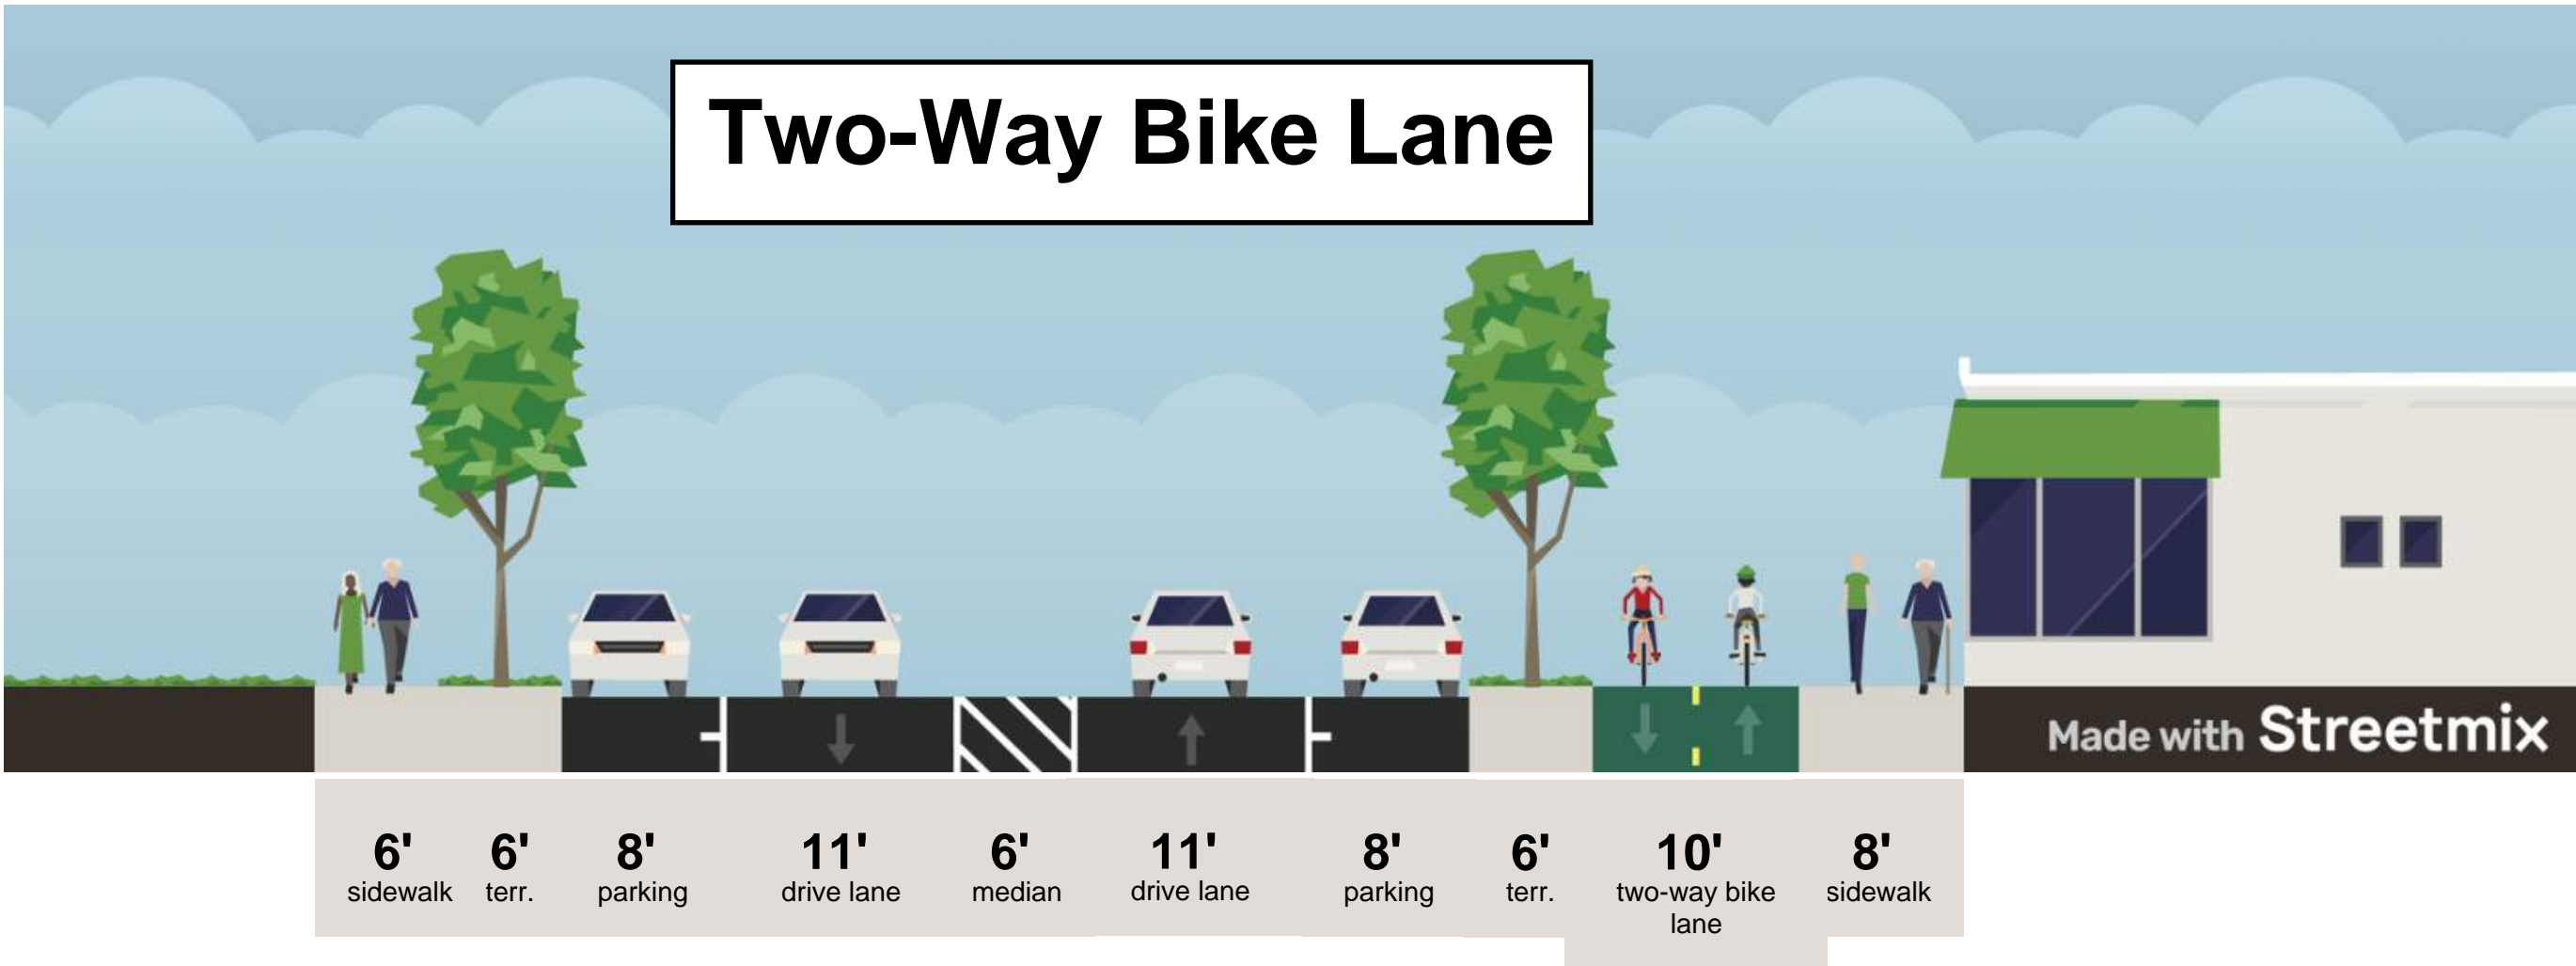 Two-Way Bike Lane
Made with Streetmix
6' 6' 8' 11' 6' 11' 8' 6' 10' 8'
sidewalk terr. parking drive lane median drive lane parking terr. two-way bike sidewalk
lane